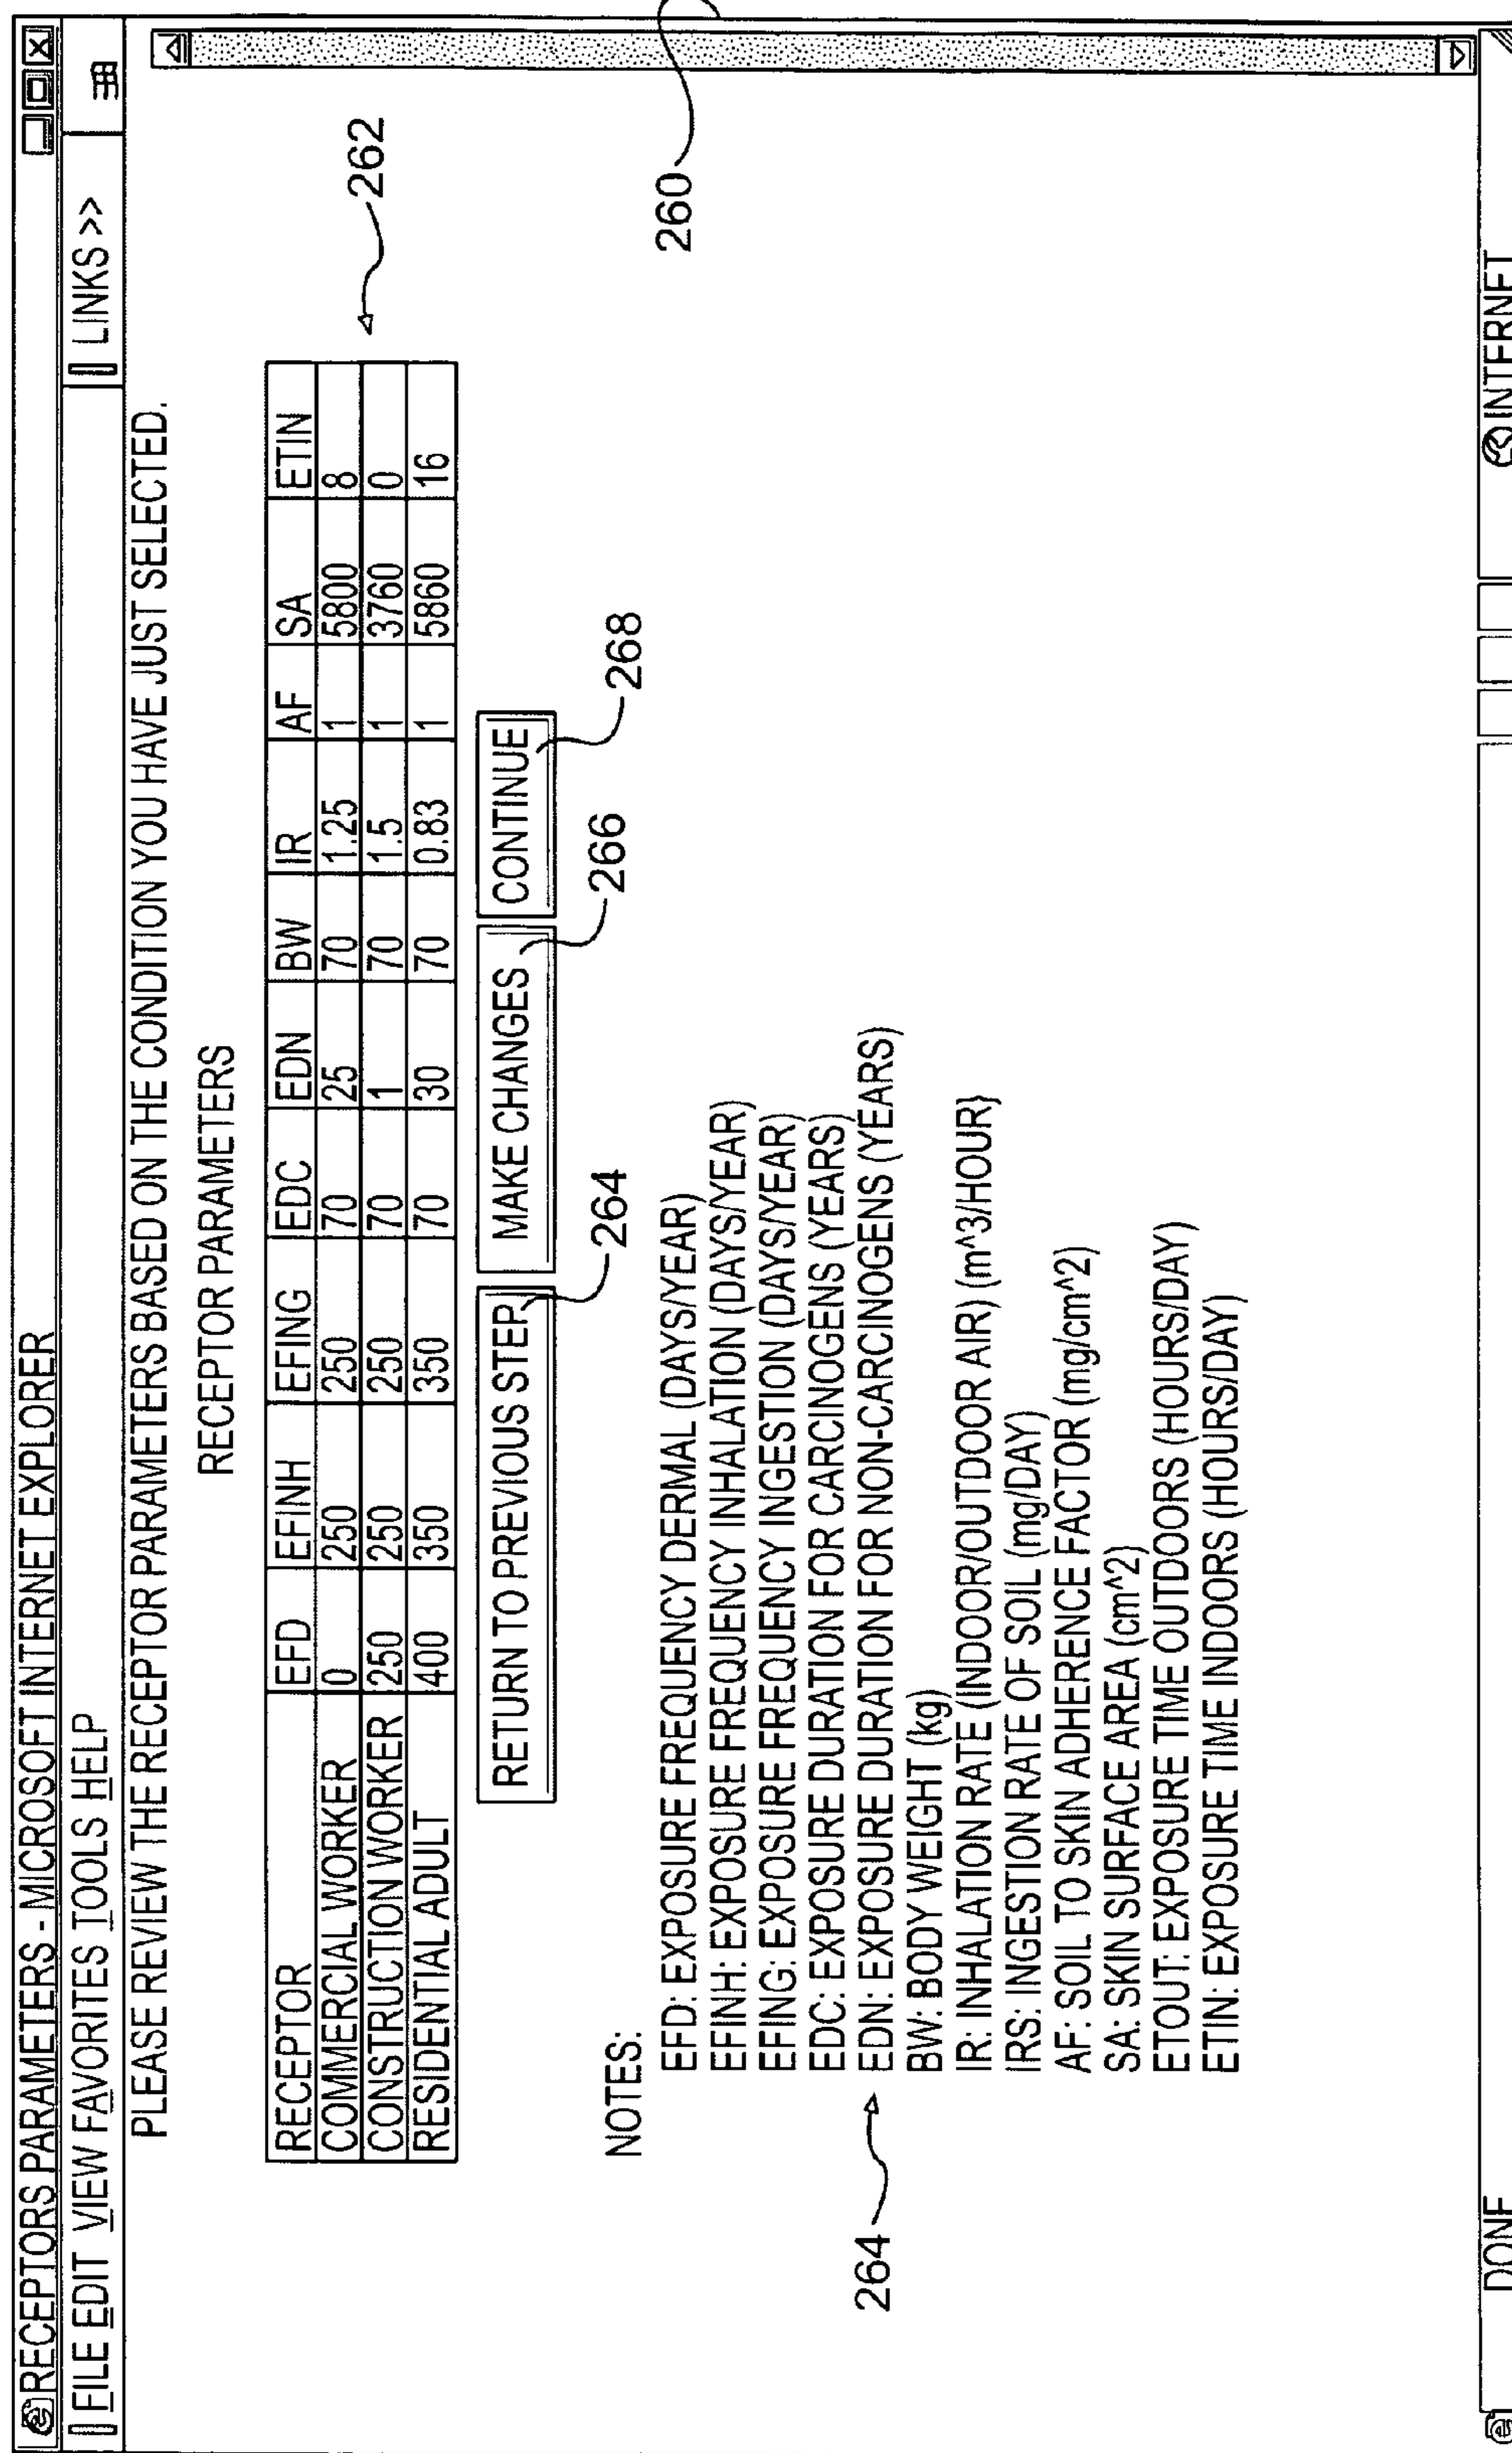 RECEPTORS PARAMETERS - MICROSOFT INTERNET EXPLORER
FILE EDIT VIEW FAVORITES TOOLS HELP LINKS >>
PLEASE REVIEW THE RECEPTOR PARAMETERS BASED ON THE CONDITION YOU HAVE JUST SELECTED.
RECEPTOR PARAMETERS
RECEPTOR EFD EFINH EFING EDC EDN BW IR AF SA ETIN
COMMERCIAL WORKER 0 250 250 70 25 70 1.25 1 5800 8
CONSTRUCTION WORKER 250 250 250 70 1 70 1.5 1 3760 0
RESIDENTIAL ADULT 400 350 350 70 30 70 0.83 1 5860 16
262
RETURN TO PREVIOUS STEP MAKE CHANGES CONTINUE
264 266 268
NOTES:
260
EFD: EXPOSURE FREQUENCY DERMAL (DAYS/YEAR)
EFINH: EXPOSURE FREQUENCY INHALATION (DAYS/YEAR)
EFING: EXPOSURE FREQUENCY INGESTION (DAYS/YEAR)
EDC: EXPOSURE DURATION FOR CARCINOGENS (YEARS)
264 EDN: EXPOSURE DURATION FOR NON-CARCINOGENS (YEARS)
BW: BODY WEIGHT (kg)
IR: INHALATION RATE (INDOOR/OUTDOOR AIR) (m^3/HOUR}
IRS: INGESTION RATE OF SOIL (mg/DAY)
AF: SOIL TO SKIN ADHERENCE FACTOR (mg/cm^2)
SA: SKIN SURFACE AREA (cm^2)
ETOUT: EXPOSURE TIME OUTDOORS (HOURS/DAY)
ETIN: EXPOSURE TIME INDOORS (HOURS/DAY)
DONE INTERNET